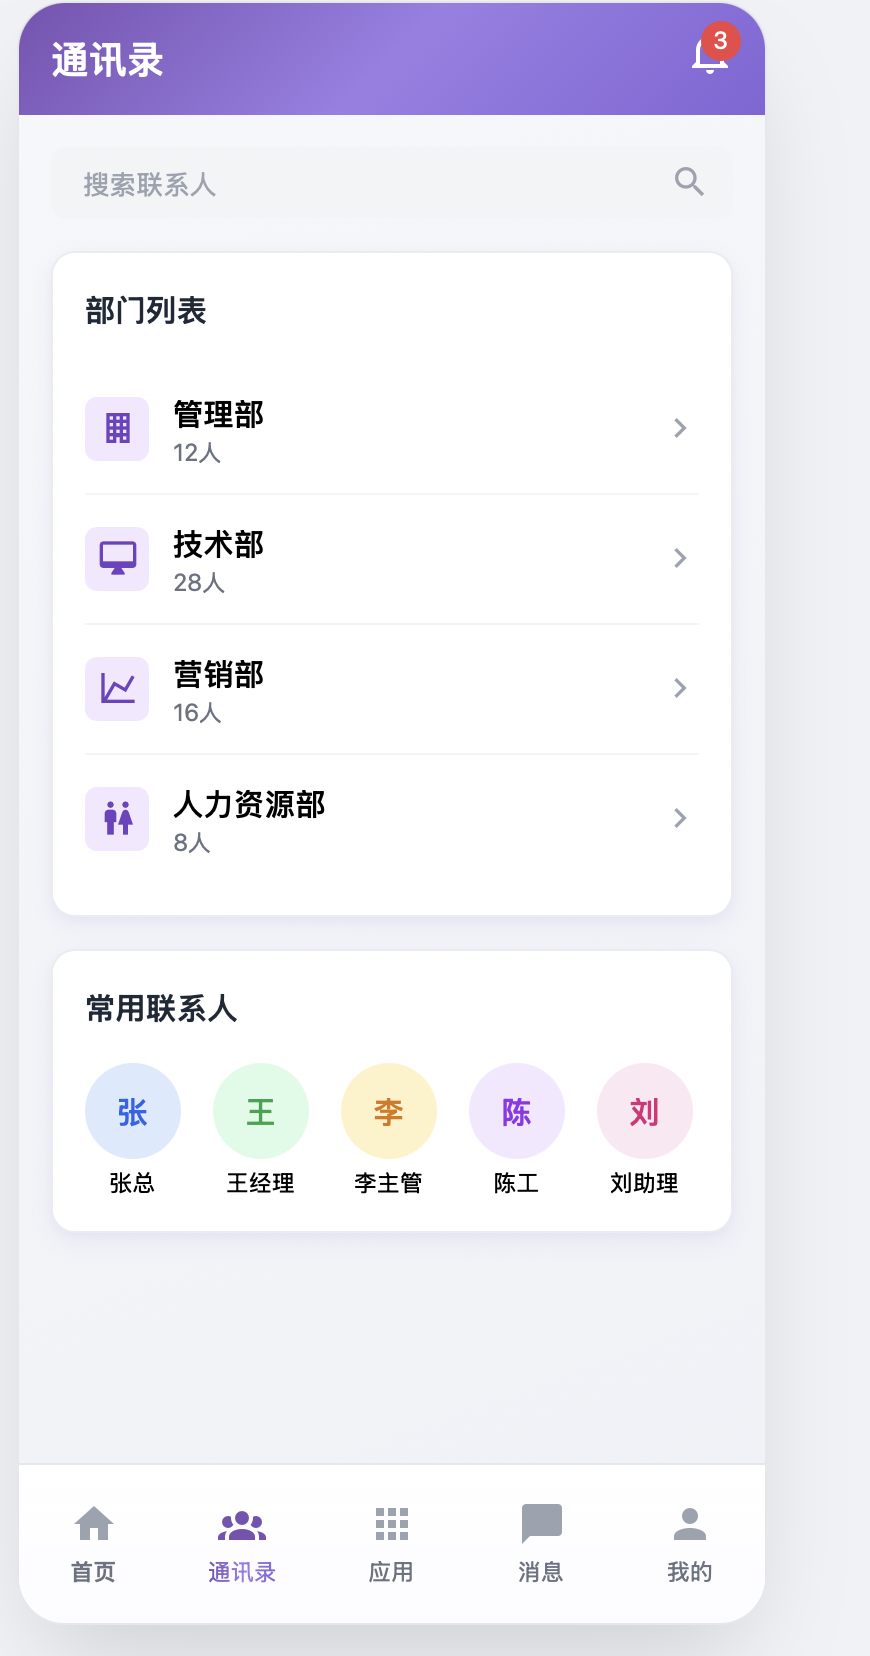 通讯录
3
搜索联系人
部门列表
管理部
12人
技术部
28人
营销部
16人
人力资源部
8人
常用联系人
张 王 李 陈 刘
张总 王经理 李主管 陈工 刘助理
首页 通讯录 应用 消息 我的